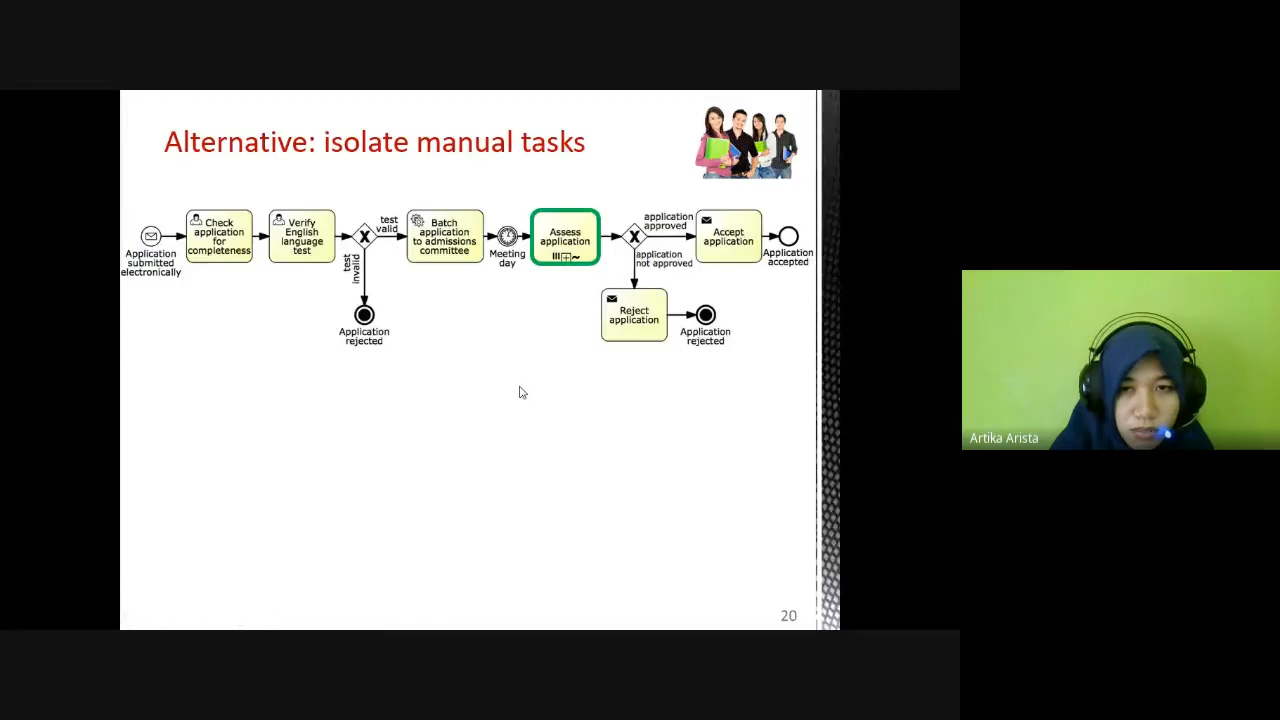 Alternative: isolate manual tasks
Application
submitted
electronically
Check
application
for
completeness
Verify
English
language
test
test
valid
test
invalid
Application
rejected
Batch
application
to admissions
committee
Meeting
day
Assess
application
application
approved
application
not approved
Accept
application
Application
accepted
Reject
application
Application
rejected
20
Artika Arista